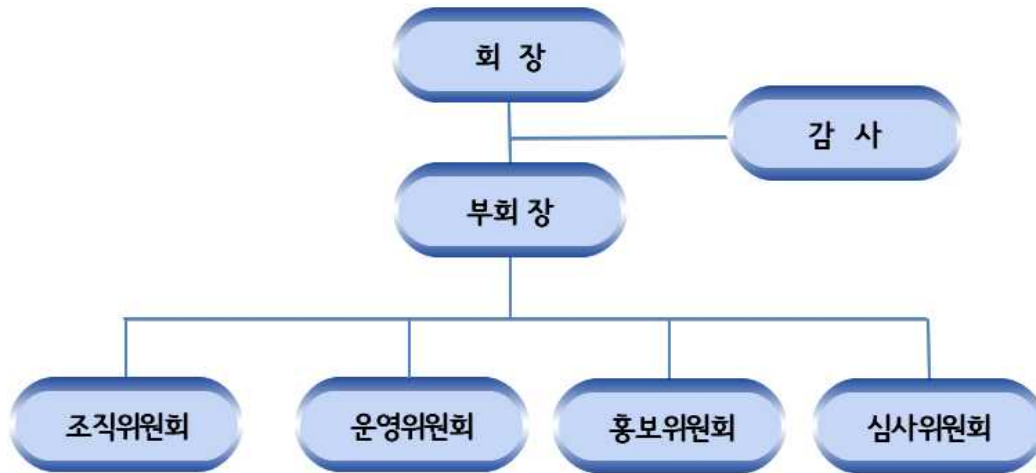 회 장
감 사
부회 장
조직위원회
운영위원회
홍보위원회
심사위원회